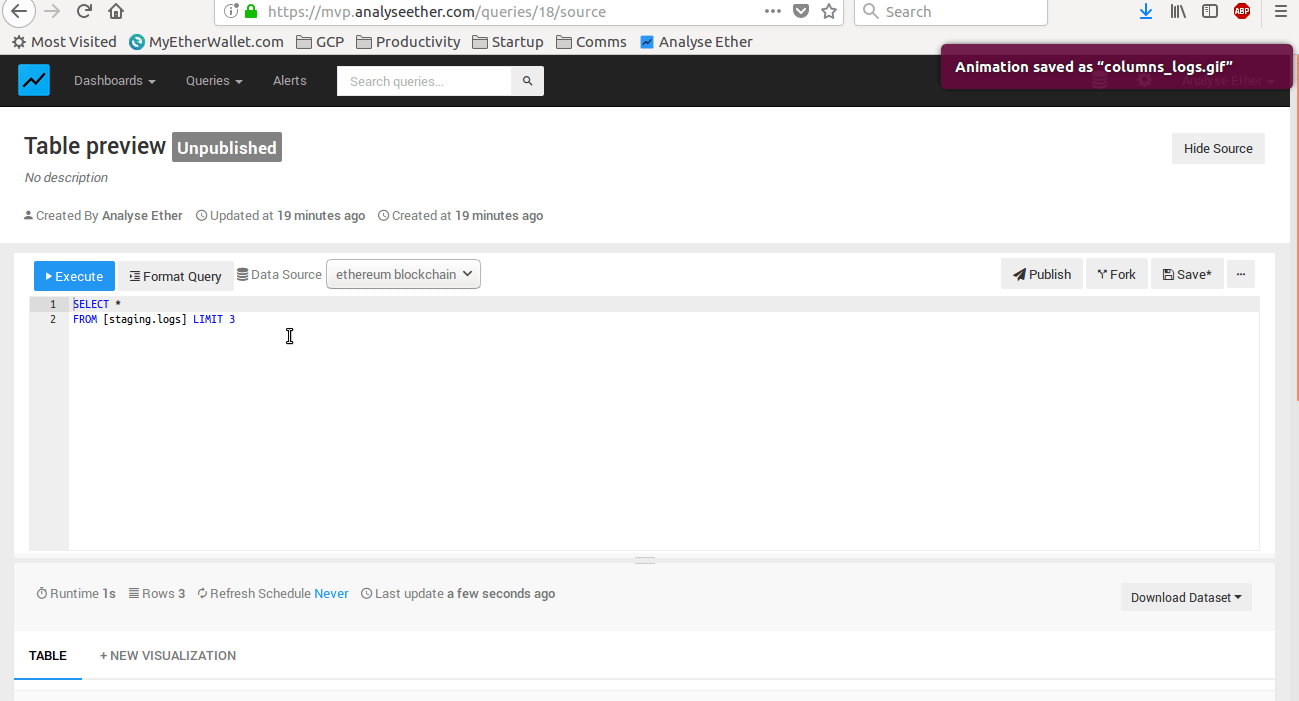 https://mvp.analyseether.com/queries/18/source
Search
ABP
Most Visited MyEtherWallet.com GCP Productivity Startup Comms Analyse Ether
Animation saved as “columns_logs.gif”
Dashboards Queries Alerts Search queries... Analyse Ether
Table preview Unpublished
Hide Source
No description
Created By Analyse Ether Updated at 19 minutes ago Created at 19 minutes ago
Execute Format Query Data Source ethereum blockchain Publish Fork Save* ...
1 SELECT *
2 FROM [staging.logs] LIMIT 3
Runtime 1s Rows 3 Refresh Schedule Never Last update a few seconds ago
Download Dataset
TABLE + NEW VISUALIZATION